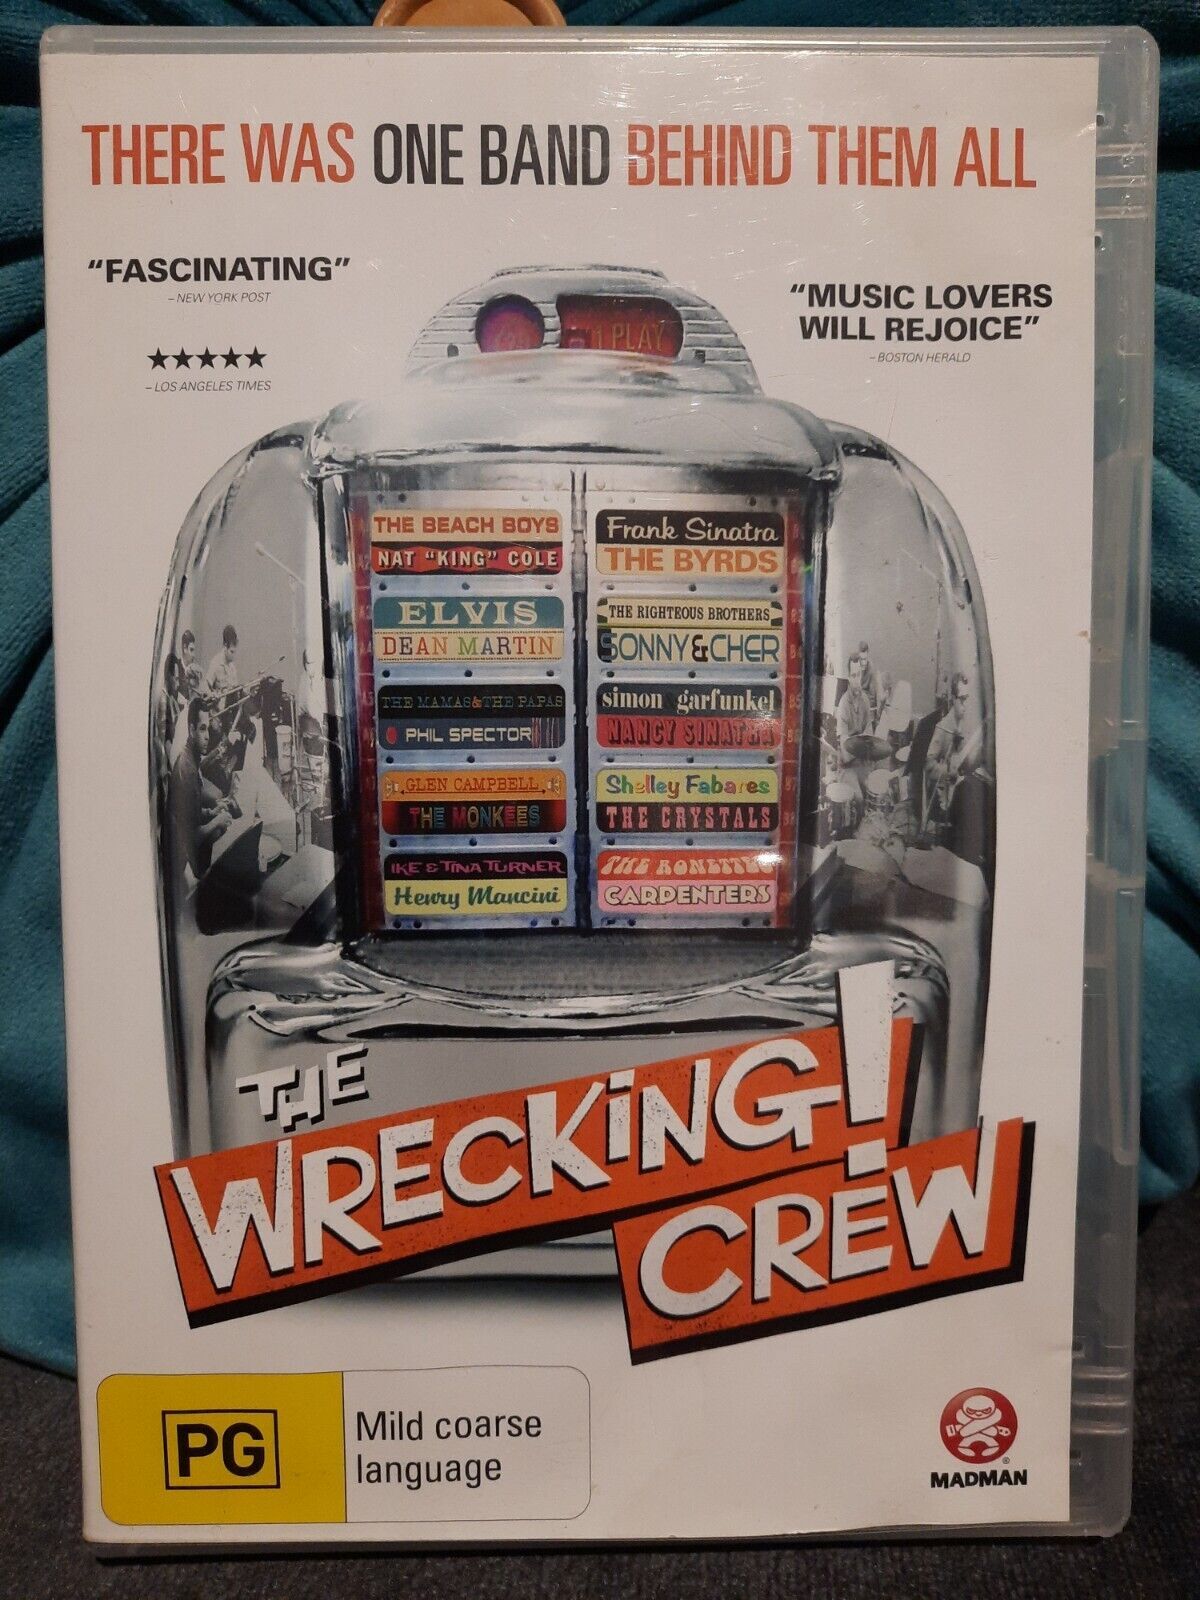 THERE WAS ONE BAND BEHIND THEM ALL
"FASCINATING"
– NEW YORK POST
★★★★★
– LOS ANGELES TIMES
"MUSIC LOVERS
WILL REJOICE"
– BOSTON HERALD
PLAY
THE BEACH BOYS
NAT "KING" COLE
ELVIS
DEAN MARTIN
THE MAMAS & THE PAPAS
PHIL SPECTOR
GLEN CAMPBELL
THE MONKEES
IKE & TINA TURNER
Henry Mancini
Frank Sinatra
THE BYRDS
THE RIGHTEOUS BROTHERS
SONNY & CHER
simon garfunkel
NANCY SINATRA
Shelley Fabares
THE CRYSTALS
THE RONETTES
CARPENTERS
THE
WRECKING!
CREW
PG
Mild coarse
language
®
MADMAN